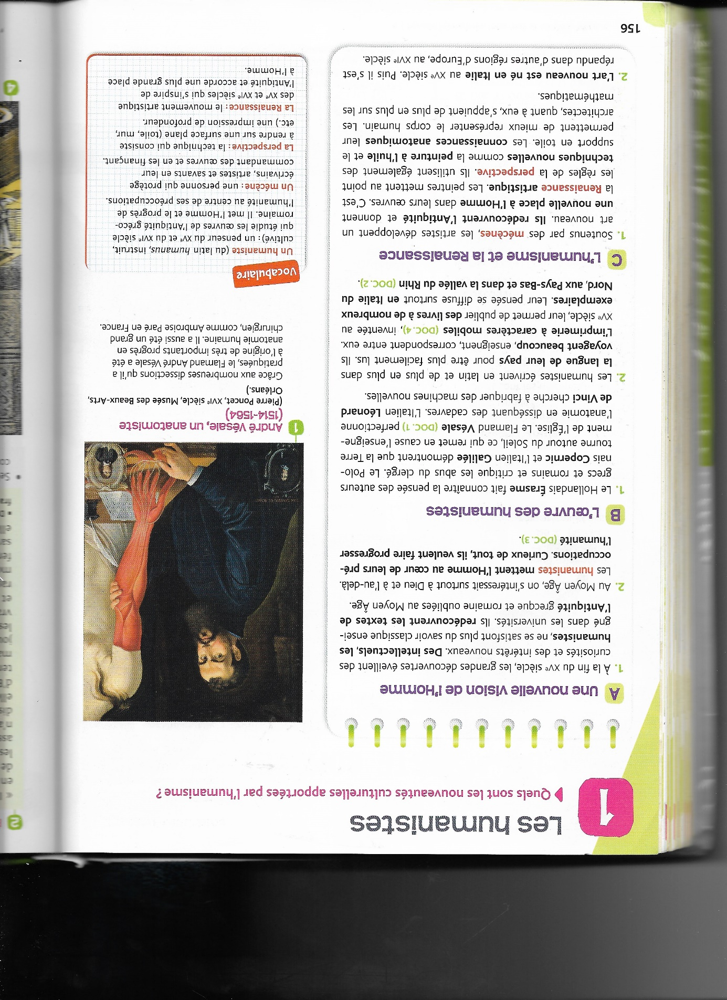 1
Les humanistes
Quels sont les nouveautés culturelles apportées par l'humanisme ?
A Une nouvelle vision de l'Homme
1. À la fin du XVe siècle, les grandes découvertes éveillent des
curiosités et des intérêts nouveaux. Des intellectuels, les
humanistes, ne se satisfont plus du savoir classique ensei-
gné dans les universités. Ils redécouvrent les textes de
l'Antiquité grecque et romaine oubliées au Moyen Âge.
2. Au Moyen Âge, on s'intéressait surtout à Dieu et à l'au-delà.
Les humanistes mettent l'Homme au cœur de leurs pré-
occupations. Curieux de tout, ils veulent faire progresser
l'humanité (DOC. 3).
B L'œuvre des humanistes
1. Le Hollandais Érasme fait connaître la pensée des auteurs
grecs et romains et critique les abus du clergé. Le Polo-
nais Copernic et l'Italien Galilée démontrent que la Terre
tourne autour du Soleil, ce qui remet en cause l'enseigne-
ment de l'Église. Le Flamand Vésale (DOC. 1) perfectionne
l'anatomie en disséquant des cadavres. L'Italien Léonard
de Vinci cherche à fabriquer des machines nouvelles.
2. Les humanistes écrivent en latin et de plus en plus dans
la langue de leur pays pour être plus facilement lus. Ils
voyagent beaucoup, enseignent, correspondent entre eux.
L'imprimerie à caractères mobiles (DOC. 4), inventée au
XVe siècle, leur permet de publier des livres à de nombreux
exemplaires. Leur pensée se diffuse surtout en Italie du
Nord, aux Pays-Bas et dans la vallée du Rhin (DOC. 2).
C L'humanisme et la Renaissance
1. Soutenus par des mécènes, les artistes développent un
art nouveau. Ils redécouvrent l'Antiquité et donnent
une nouvelle place à l'Homme dans leurs œuvres. C'est
la Renaissance artistique. Les peintres mettent au point
les règles de la perspective. Ils utilisent également des
techniques nouvelles comme la peinture à l'huile et le
support en toile. Les connaissances anatomiques leur
permettent de mieux représenter le corps humain. Les
architectes, quant à eux, s'appuient de plus en plus sur les
mathématiques.
2. L'art nouveau est né en Italie au XVe siècle. Puis il s'est
répandu dans d'autres régions d'Europe, au XVIe siècle.
156
1 André Vésale, un anatomiste
(1514-1564)
(Pierre Poncet, XVIe siècle, Musée des Beaux-Arts,
Orléans.)
Grâce aux nombreuses dissections qu'il a
pratiquées, le Flamand André Vésale a été
à l'origine de très importants progrès en
anatomie humaine. Il a aussi été un grand
chirurgien, comme Ambroise Paré en France.
Vocabulaire
Un humaniste (du latin humanus, instruit,
cultivé) : un penseur du XVe et du XVIe siècle
qui étudie les œuvres de l'Antiquité gréco-
romaine. Il met l'Homme et le progrès de
l'humanité au centre de ses préoccupations.
Un mécène : une personne qui protège
écrivains, artistes et savants en leur
commandant des œuvres et en les finançant.
La perspective : la technique qui consiste
à rendre sur une surface plane (toile, mur,
etc.) une impression de profondeur.
La Renaissance : le mouvement artistique
des XVe et XVIe siècles qui s'inspire de
l'Antiquité et accorde une plus grande place
à l'Homme.
2
4